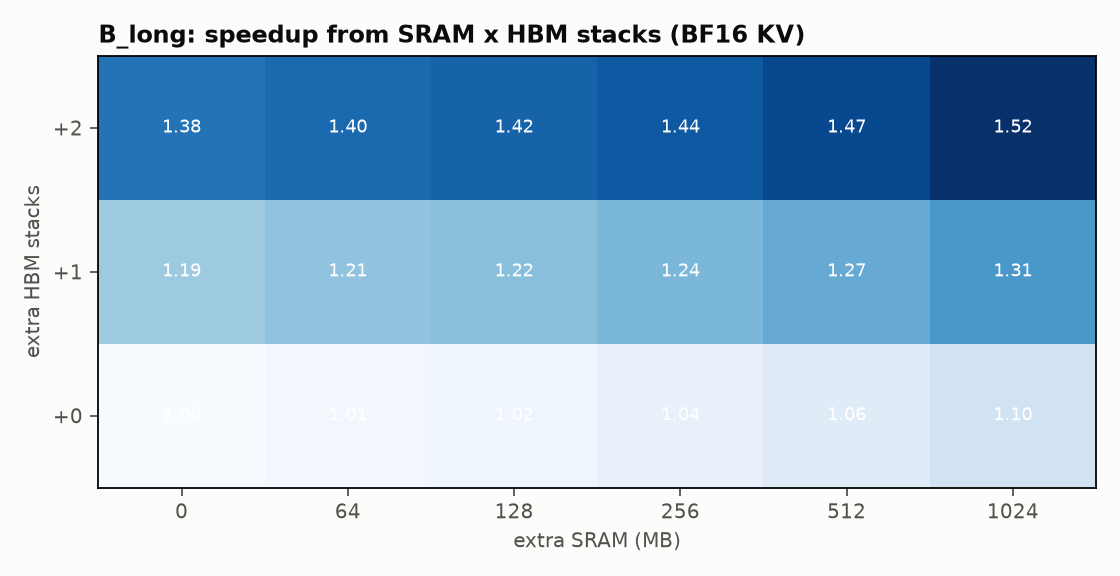 B_long: speedup from SRAM x HBM stacks (BF16 KV)
extra HBM stacks
+2
1.38 1.40 1.42 1.44 1.47 1.52
+1
1.19 1.21 1.22 1.24 1.27 1.31
+0
1.00 1.01 1.02 1.04 1.06 1.10
0 64 128 256 512 1024
extra SRAM (MB)